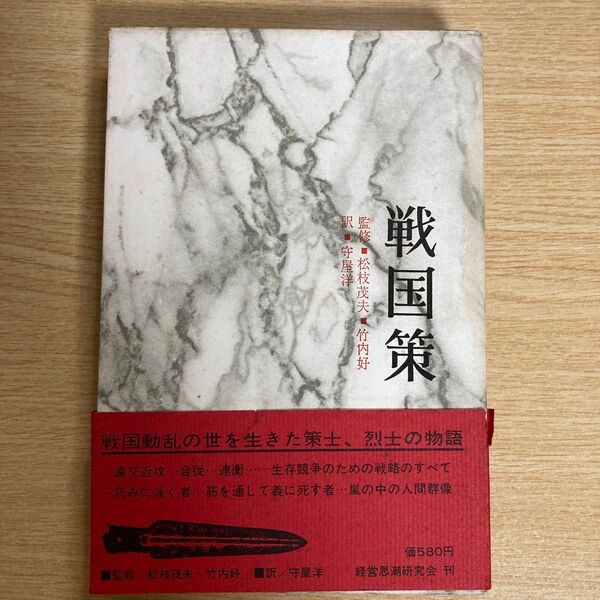 戦国策
監修■松枝茂夫■竹内好
訳■守屋洋
戦国動乱の世を生きた策士、烈士の物語
・遠交近攻…合従…連衡……生存競争のための戦略のすべて
・巧みに泳ぐ者…筋を通して義に死す者…嵐の中の人間群像
価580円
■監修 松枝茂夫・竹内好 ■訳/守屋洋 経営思潮研究会 刊